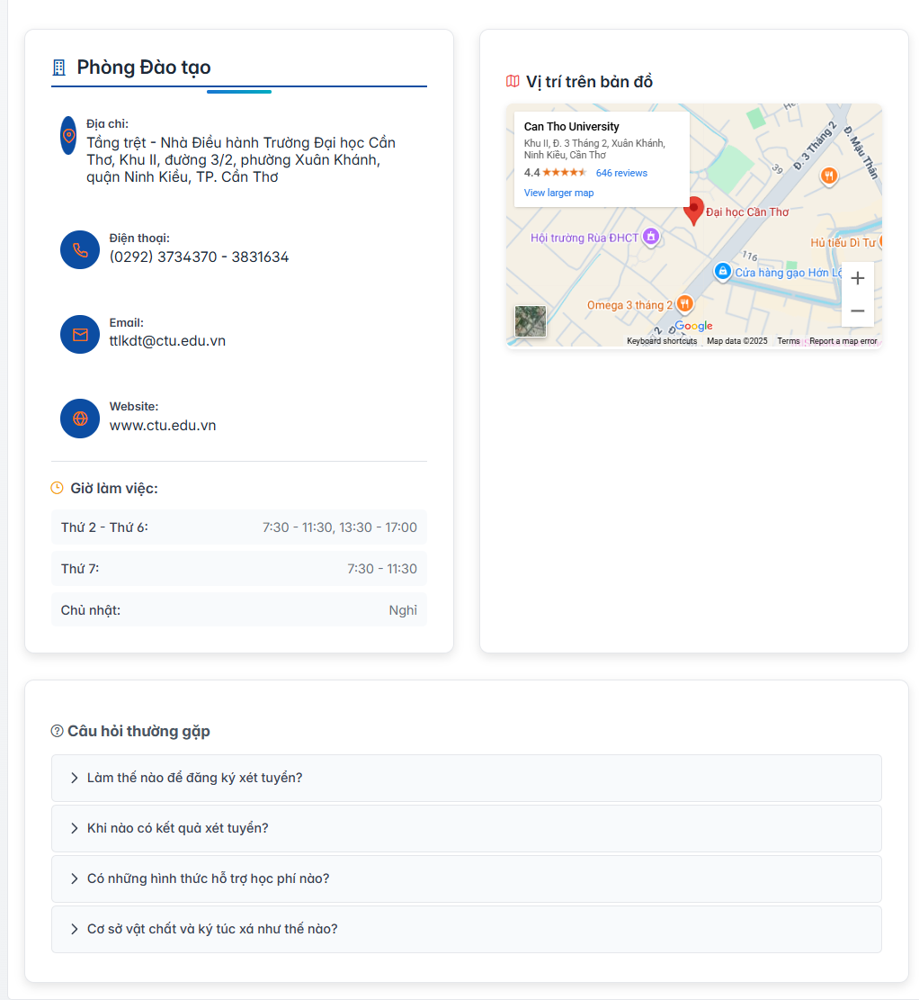 Phòng Đào tạo
Địa chỉ:
Tầng trệt - Nhà Điều hành Trường Đại học Cần
Thơ, Khu II, đường 3/2, phường Xuân Khánh,
quận Ninh Kiều, TP. Cần Thơ
Điện thoại:
(0292) 3734370 - 3831634
Email:
ttlkdt@ctu.edu.vn
Website:
www.ctu.edu.vn
Giờ làm việc:
Thứ 2 - Thứ 6: 7:30 - 11:30, 13:30 - 17:00
Thứ 7: 7:30 - 11:30
Chủ nhật: Nghỉ
Vị trí trên bản đồ
Can Tho University
Khu II, Đ. 3 Tháng 2, Xuân Khánh,
Ninh Kiều, Cần Thơ
4.4 646 reviews
View larger map
Đ. 3 Tháng 2
Đ. Mậu Thân
39
Đại học Cần Thơ
Hội trường Rùa ĐHCT
Hủ tiếu Dì Tư
116
Cửa hàng gạo Hớn Lộ
Omega 3 tháng 2
Google
Keyboard shortcuts Map data ©2025 Terms Report a map error
Câu hỏi thường gặp
Làm thế nào để đăng ký xét tuyển?
Khi nào có kết quả xét tuyển?
Có những hình thức hỗ trợ học phí nào?
Cơ sở vật chất và ký túc xá như thế nào?